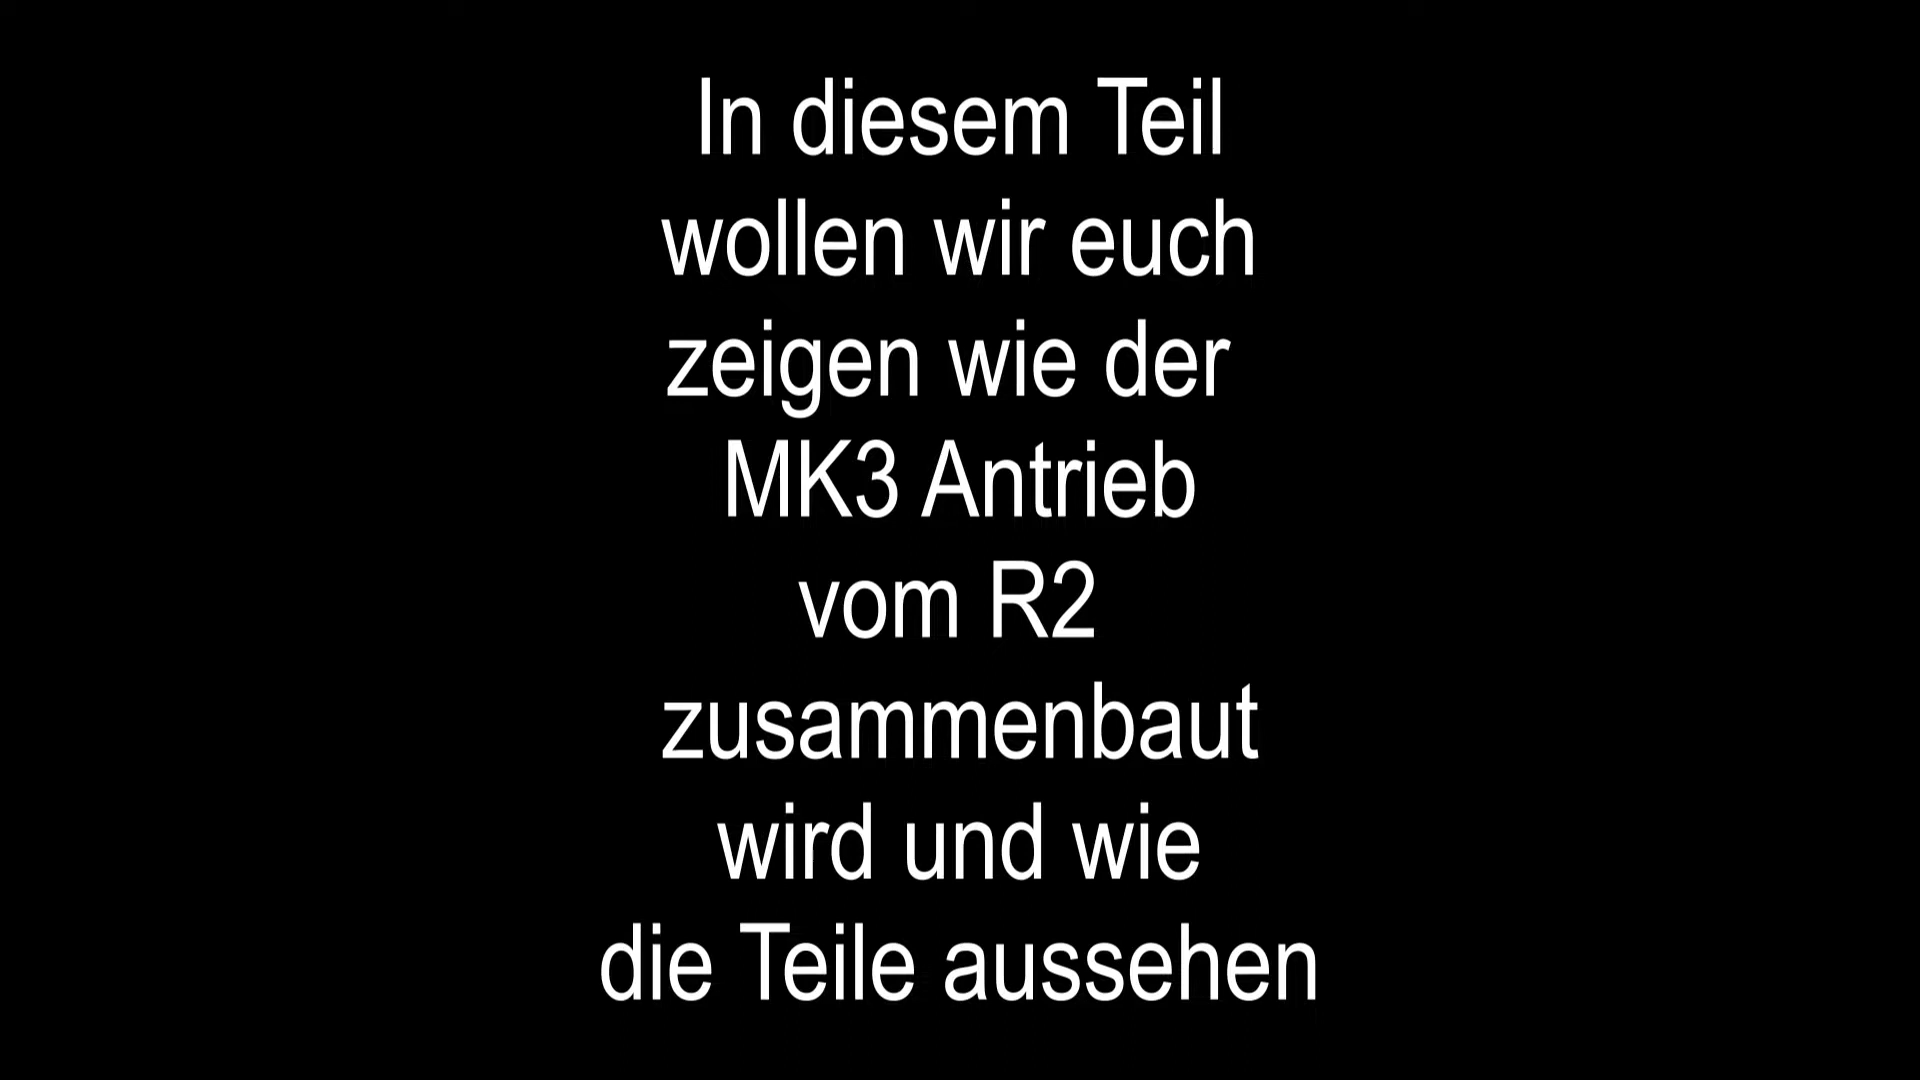 In diesem Teil
wollen wir euch
zeigen wie der
MK3 Antrieb
vom R2
zusammenbaut
wird und wie
die Teile aussehen